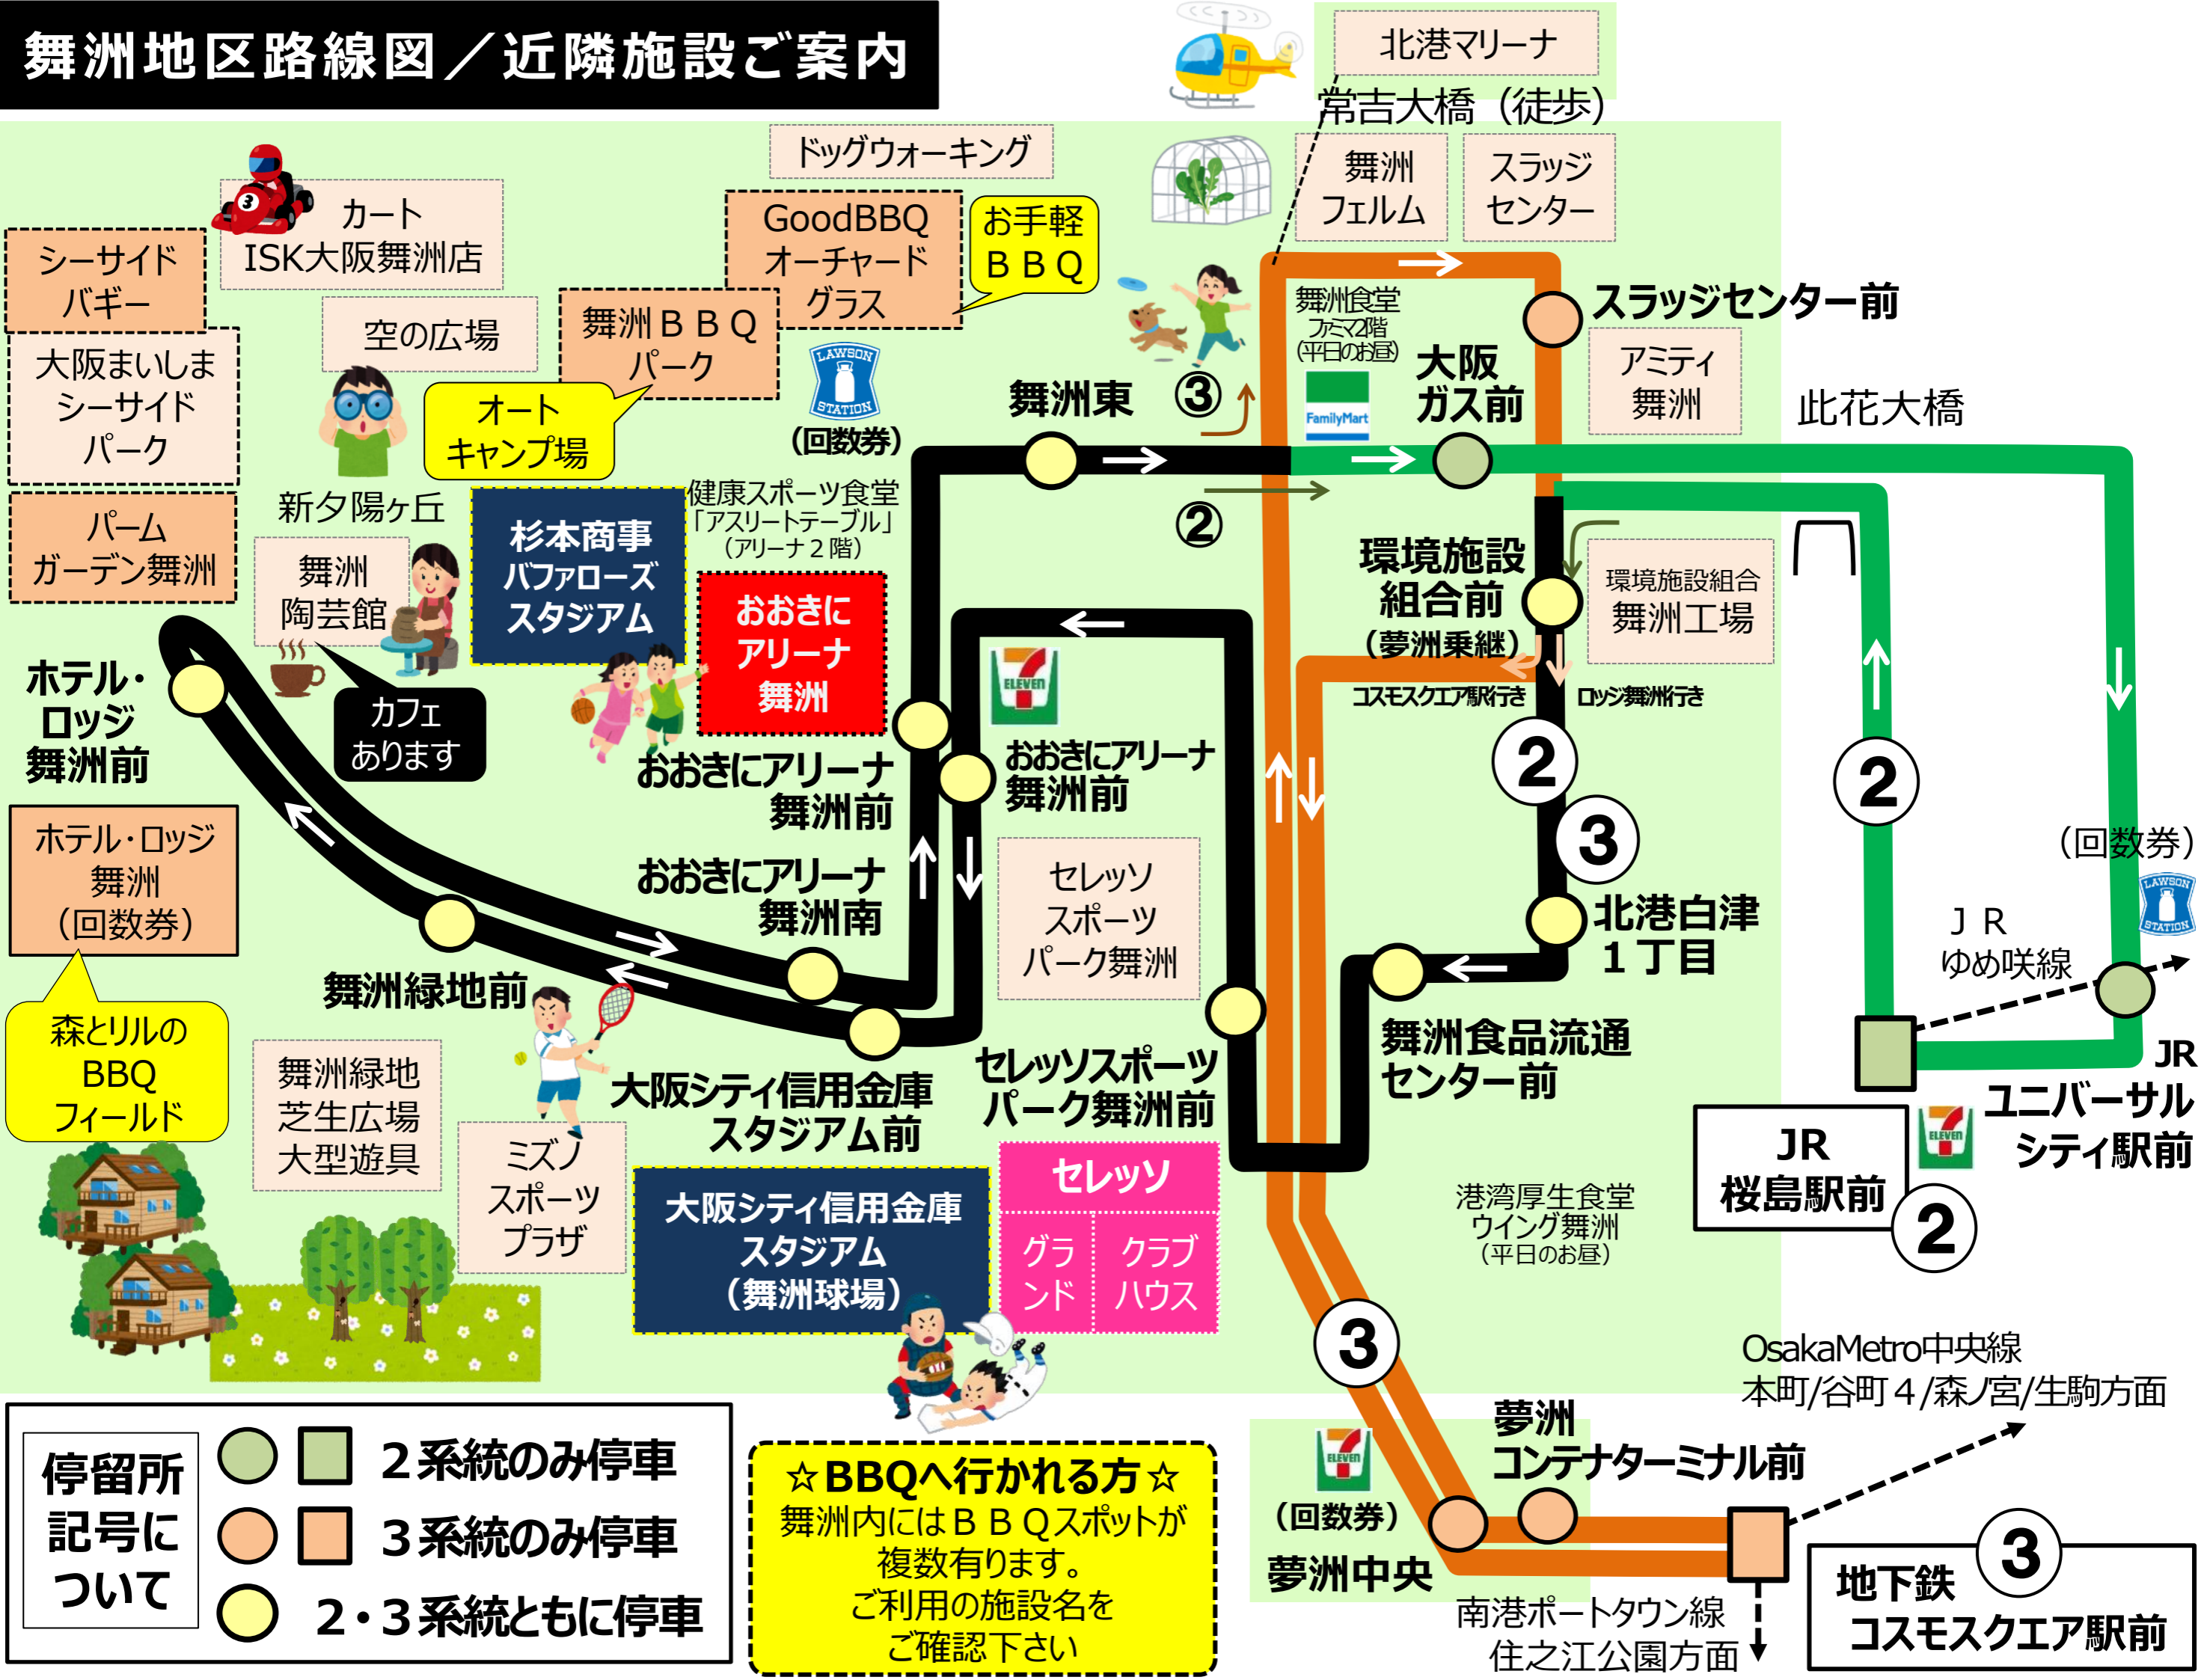 舞洲地区路線図／近隣施設ご案内
北港マリーナ
常吉大橋（徒歩）
ドッグウォーキング
舞洲
フェルム
スラッジ
センター
3
カート
ISK大阪舞洲店
GoodBBQ
オーチャード
グラス
お手軽
ＢＢＱ
シーサイド
バギー
空の広場
舞洲ＢＢＱ
パーク
大阪まいしま
シーサイド
パーク
オート
キャンプ場
LAWSON
STATION
（回数券）
舞洲東
③
舞洲食堂
ファミマ2階
（平日のお昼）
FamilyMart
大阪
ガス前
スラッジセンター前
アミティ
舞洲
此花大橋
パーム
ガーデン舞洲
新夕陽ヶ丘
舞洲
陶芸館
杉本商事
バファローズ
スタジアム
健康スポーツ食堂
「アスリートテーブル」
（アリーナ２階）
②
おおきに
アリーナ
舞洲
環境施設
組合前
（夢洲乗継）
環境施設組合
舞洲工場
コスモスクエア駅行き
ロッジ舞洲行き
ホテル・
ロッジ
舞洲前
カフェ
あります
ELEVEN
おおきにアリーナ
舞洲前
おおきにアリーナ
舞洲前
2
3
2
ホテル・ロッジ
舞洲
（回数券）
おおきにアリーナ
舞洲南
セレッソ
スポーツ
パーク舞洲
北港白津
１丁目
（回数券）
LAWSON
STATION
ＪＲ
ゆめ咲線
舞洲緑地前
森とリルの
BBQ
フィールド
舞洲緑地
芝生広場
大型遊具
大阪シティ信用金庫
スタジアム前
セレッソスポーツ
パーク舞洲前
舞洲食品流通
センター前
JR
ユニバーサル
シティ駅前
ELEVEN
JR
桜島駅前
2
ミズノ
スポーツ
プラザ
大阪シティ信用金庫
スタジアム
（舞洲球場）
セレッソ
グラ
ンド
クラブ
ハウス
港湾厚生食堂
ウイング舞洲
（平日のお昼）
3
OsakaMetro中央線
本町/谷町４/森ノ宮/生駒方面
停留所
記号に
ついて
２系統のみ停車
３系統のみ停車
２・３系統ともに停車
☆BBQへ行かれる方☆
舞洲内にはＢＢＱスポットが
複数有ります。
ご利用の施設名を
ご確認下さい
ELEVEN
（回数券）
夢洲中央
夢洲
コンテナターミナル前
南港ポートタウン線
住之江公園方面
3
地下鉄
コスモスクエア駅前